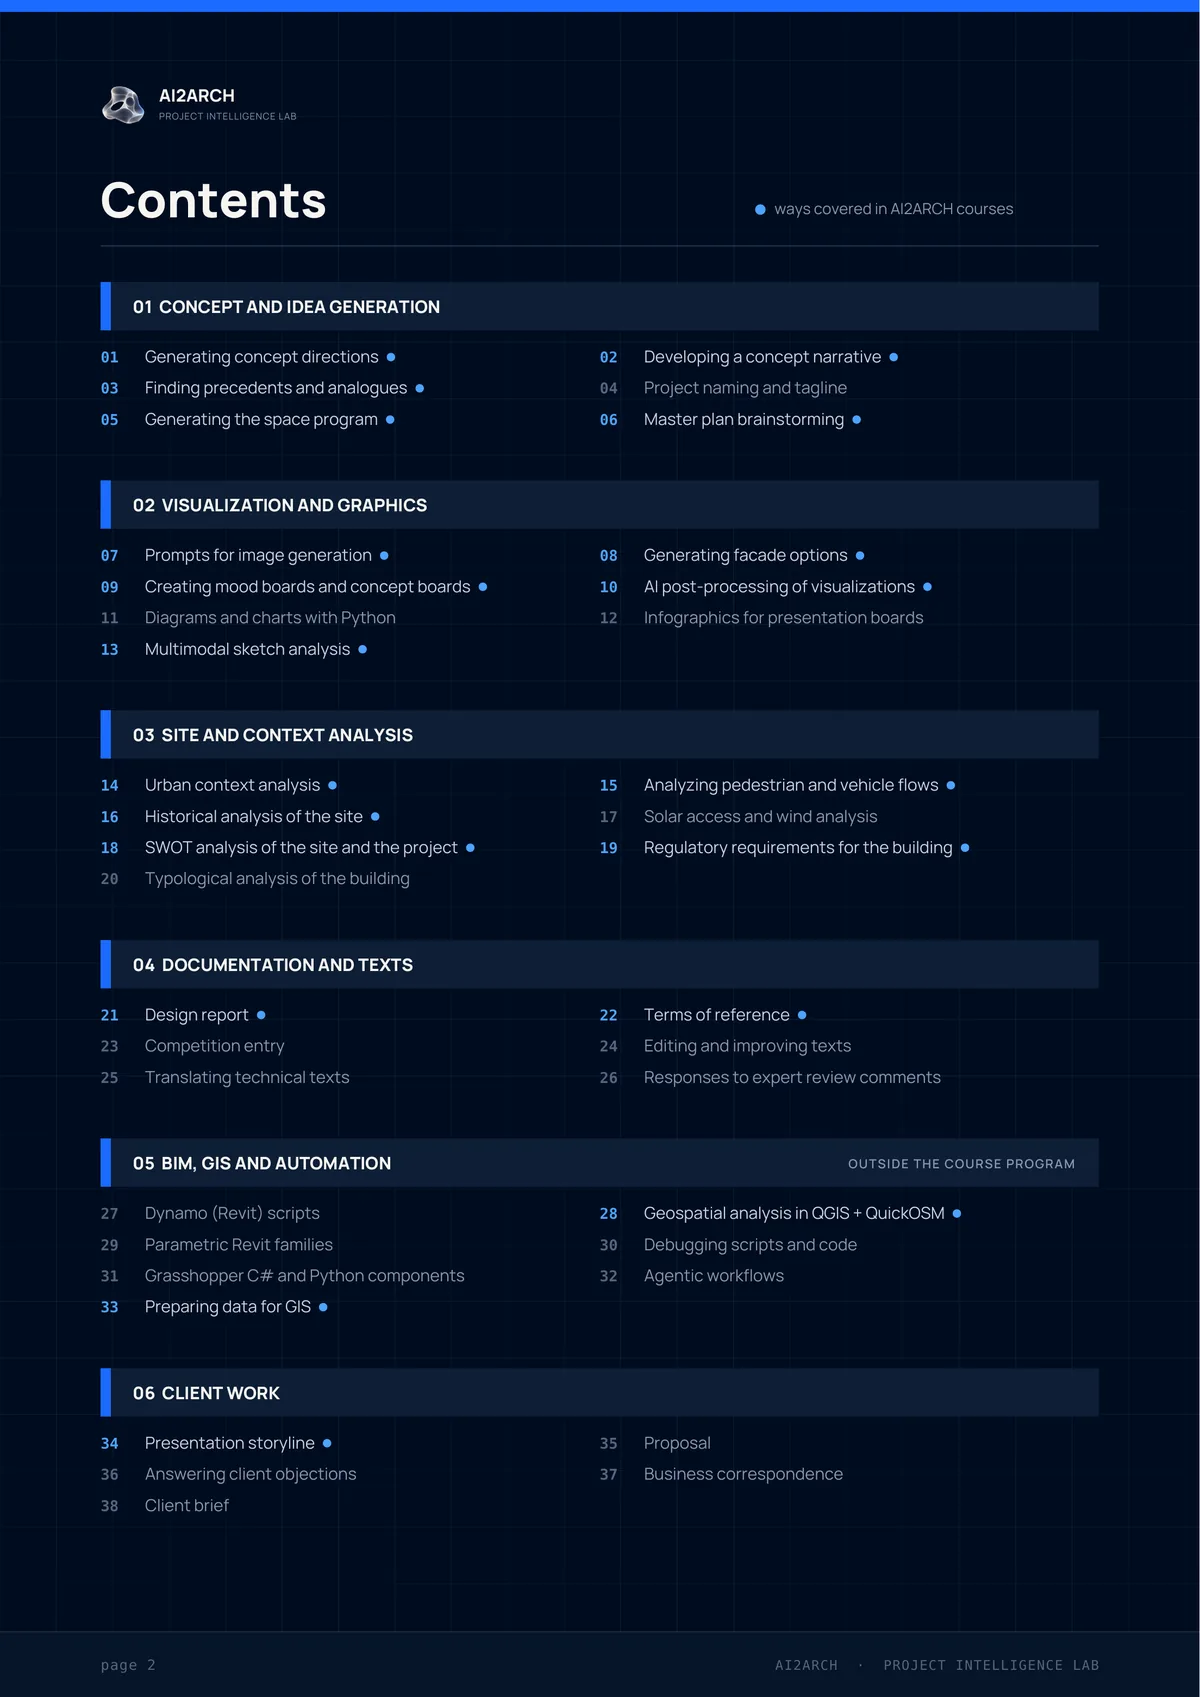 AI2ARCH
PROJECT INTELLIGENCE LAB
Contents
ways covered in AI2ARCH courses
01 CONCEPT AND IDEA GENERATION
01 Generating concept directions
02 Developing a concept narrative
03 Finding precedents and analogues
04 Project naming and tagline
05 Generating the space program
06 Master plan brainstorming
02 VISUALIZATION AND GRAPHICS
07 Prompts for image generation
08 Generating facade options
09 Creating mood boards and concept boards
10 AI post-processing of visualizations
11 Diagrams and charts with Python
12 Infographics for presentation boards
13 Multimodal sketch analysis
03 SITE AND CONTEXT ANALYSIS
14 Urban context analysis
15 Analyzing pedestrian and vehicle flows
16 Historical analysis of the site
17 Solar access and wind analysis
18 SWOT analysis of the site and the project
19 Regulatory requirements for the building
20 Typological analysis of the building
04 DOCUMENTATION AND TEXTS
21 Design report
22 Terms of reference
23 Competition entry
24 Editing and improving texts
25 Translating technical texts
26 Responses to expert review comments
05 BIM, GIS AND AUTOMATION
OUTSIDE THE COURSE PROGRAM
27 Dynamo (Revit) scripts
28 Geospatial analysis in QGIS + QuickOSM
29 Parametric Revit families
30 Debugging scripts and code
31 Grasshopper C# and Python components
32 Agentic workflows
33 Preparing data for GIS
06 CLIENT WORK
34 Presentation storyline
35 Proposal
36 Answering client objections
37 Business correspondence
38 Client brief
page 2
AI2ARCH · PROJECT INTELLIGENCE LAB